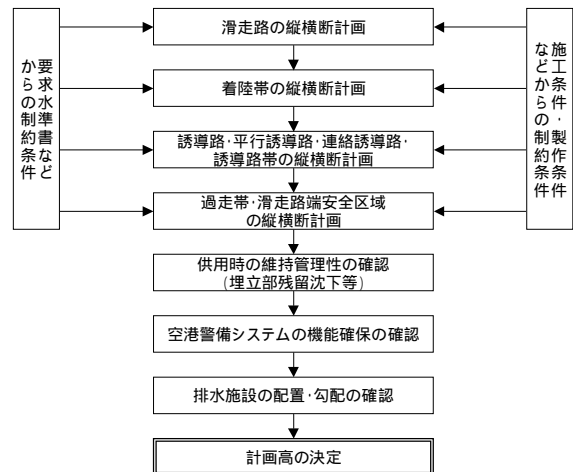 要求水準書など
からの制約条件
滑走路の縦横断計画
着陸帯の縦横断計画
誘導路･平行誘導路･連絡誘導路･
誘導路帯の縦横断計画
過走帯･滑走路端安全区域
の縦横断計画
供用時の維持管理性の確認
(埋立部残留沈下等)
空港警備システムの機能確保の確認
排水施設の配置･勾配の確認
計画高の決定
施工条件･製作条件
などからの制約条件